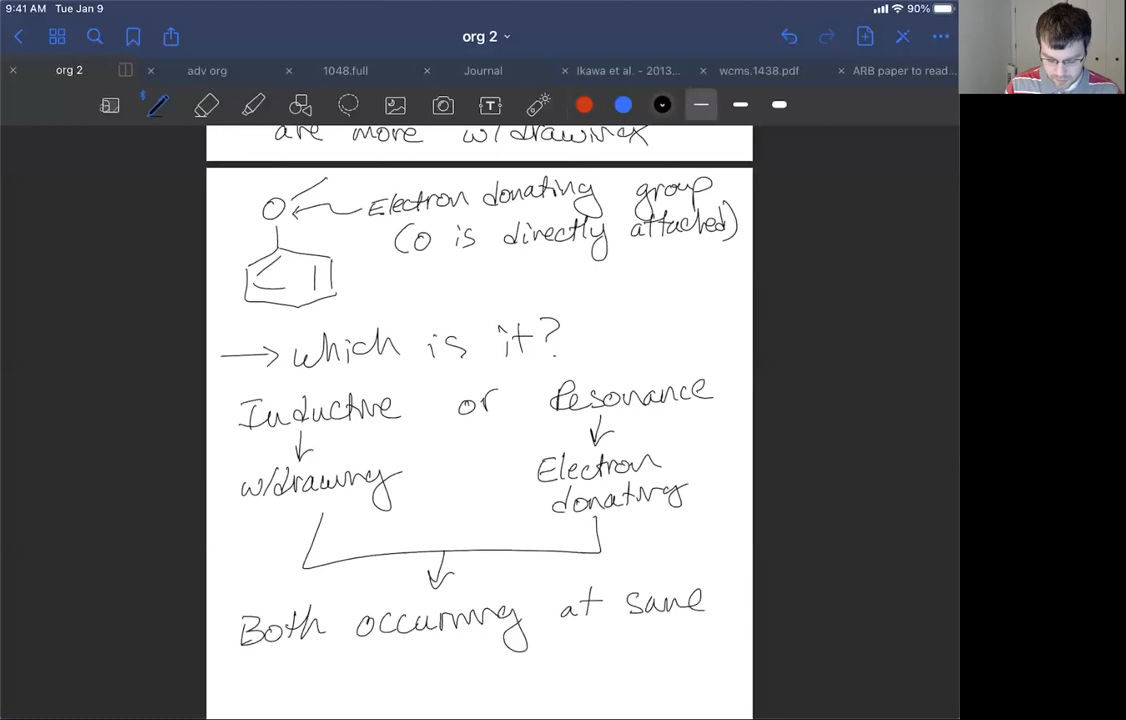 9:41 AM Tue Jan 9
90%
org 2
org 2
adv org
1048.full
Journal
Ikawa et al. - 2013...
wcms.1438.pdf
ARB paper to read...
are more w/drawing
O
Electron donating group
(O is directly attached)
→ which is it?
Inductive or Resonance
w/drawing
Electron
donating
Both occurring at same